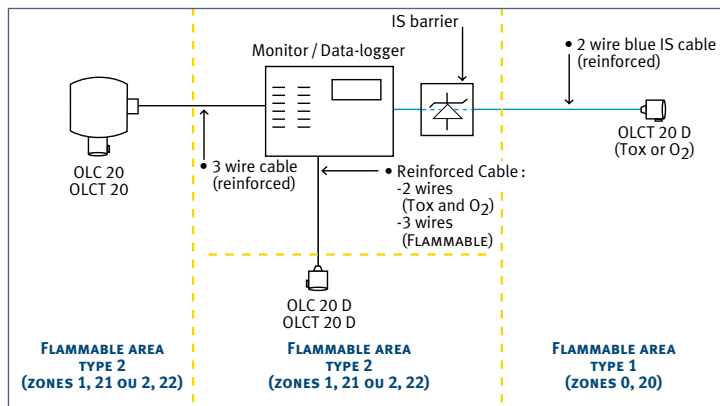 IS barrier
Monitor / Data-logger
• 2 wire blue IS cable
(reinforced)
OLC 20
OLCT 20
• 3 wire cable
(reinforced)
• Reinforced Cable :
-2 wires
(Tox and O2)
-3 wires
(Flammable)
OLCT 20 D
(Tox or O2)
OLC 20 D
OLCT 20 D
Flammable area
type 2
(zones 1, 21 ou 2, 22)
Flammable area
type 2
(zones 1, 21 ou 2, 22)
Flammable area
type 1
(zones 0, 20)